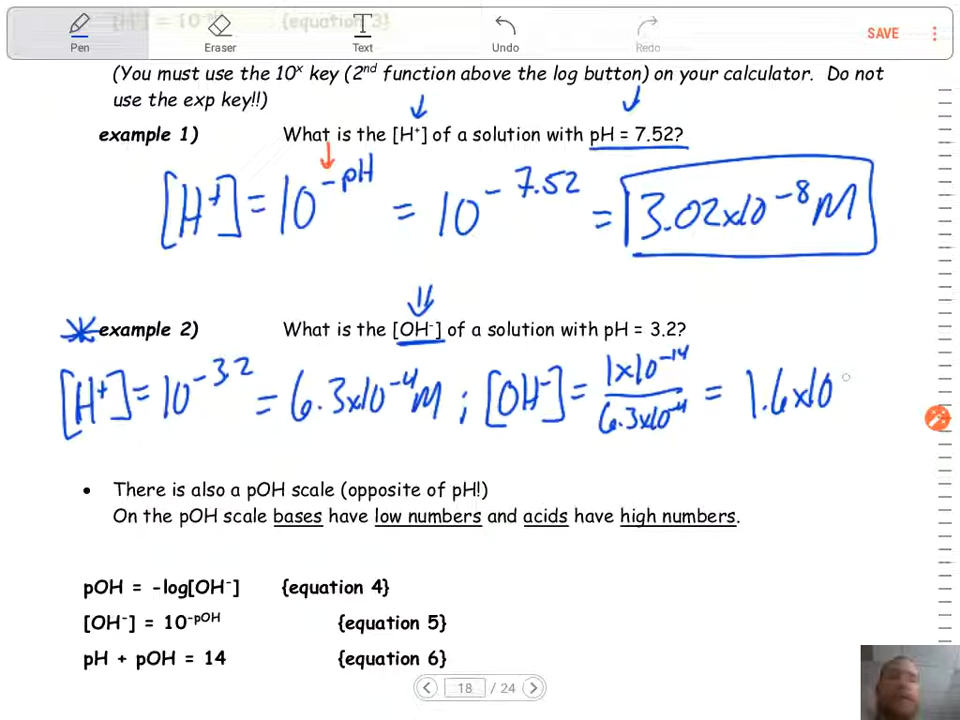 [H⁺] = 10⁻ᵖᴴ {equation 3}
Pen Eraser Text Undo Redo SAVE
(You must use the 10ˣ key (2ⁿᵈ function above the log button) on your calculator. Do not
use the exp key!!)
example 1) What is the [H⁺] of a solution with pH = 7.52?
[H⁺] = 10^-pH = 10^-7.52 = 3.02x10⁻⁸ M
example 2) What is the [OH⁻] of a solution with pH = 3.2?
[H⁺] = 10^-3.2 = 6.3x10⁻⁴ M ; [OH⁻] = 1x10⁻¹⁴ / 6.3x10⁻⁴ = 1.6x10
• There is also a pOH scale (opposite of pH!)
On the pOH scale bases have low numbers and acids have high numbers.
pOH = -log[OH⁻] {equation 4}
[OH⁻] = 10^-pOH {equation 5}
pH + pOH = 14 {equation 6}
18 / 24